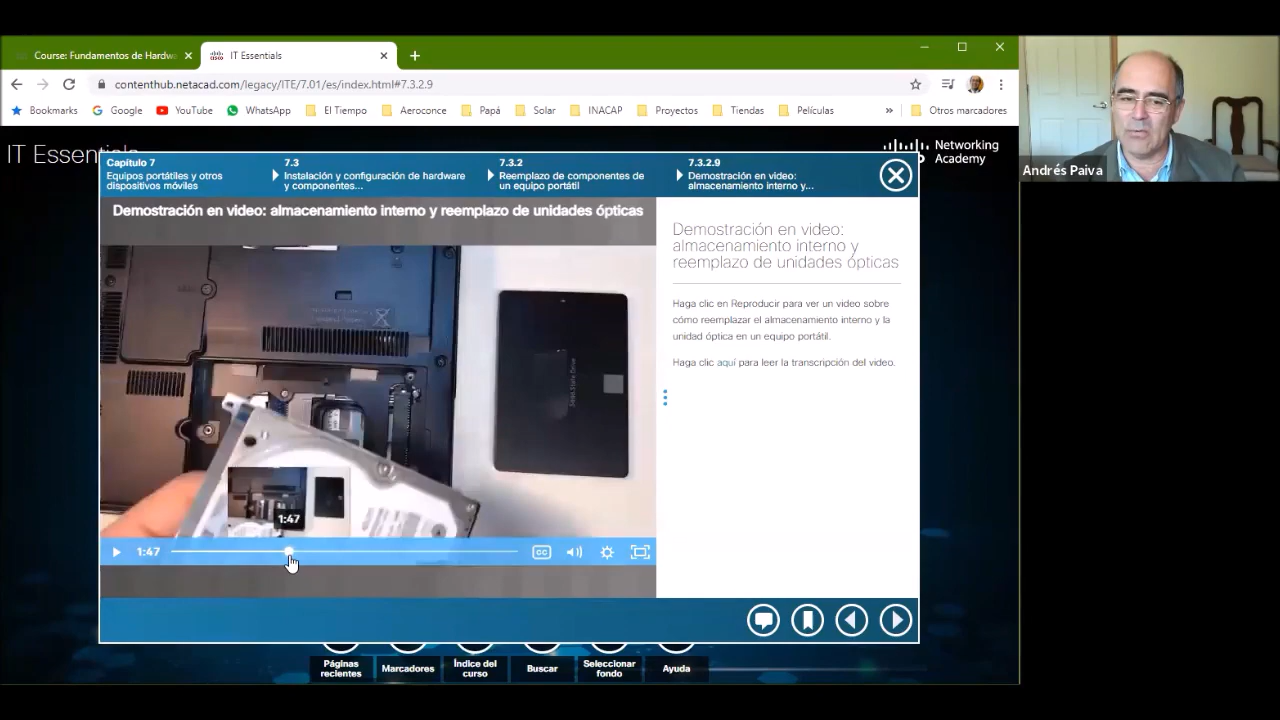 Course: Fundamentos de Hardwa
IT Essentials
contenthub.netacad.com/legacy/ITE/7.01/es/index.html#7.3.2.9
Bookmarks
Google
YouTube
WhatsApp
El Tiempo
Aeroconce
Papá
Solar
INACAP
Proyectos
Tiendas
Películas
»
Otros marcadores
IT Essentials
Networking
Academy
Andrés Paiva
Capítulo 7
Equipos portátiles y otros
dispositivos móviles
7.3
Instalación y configuración de hardware
y componentes...
7.3.2
Reemplazo de componentes de
un equipo portátil
7.3.2.9
Demostración en video:
almacenamiento interno y...
Demostración en video: almacenamiento interno y reemplazo de unidades ópticas
Solid State Drive
1:47
1:47
CC
Demostración en video:
almacenamiento interno y
reemplazo de unidades ópticas
Haga clic en Reproducir para ver un video sobre
cómo reemplazar el almacenamiento interno y la
unidad óptica en un equipo portátil.
Haga clic aquí para leer la transcripción del video.
Páginas
recientes
Marcadores
Índice del
curso
Buscar
Seleccionar
fondo
Ayuda